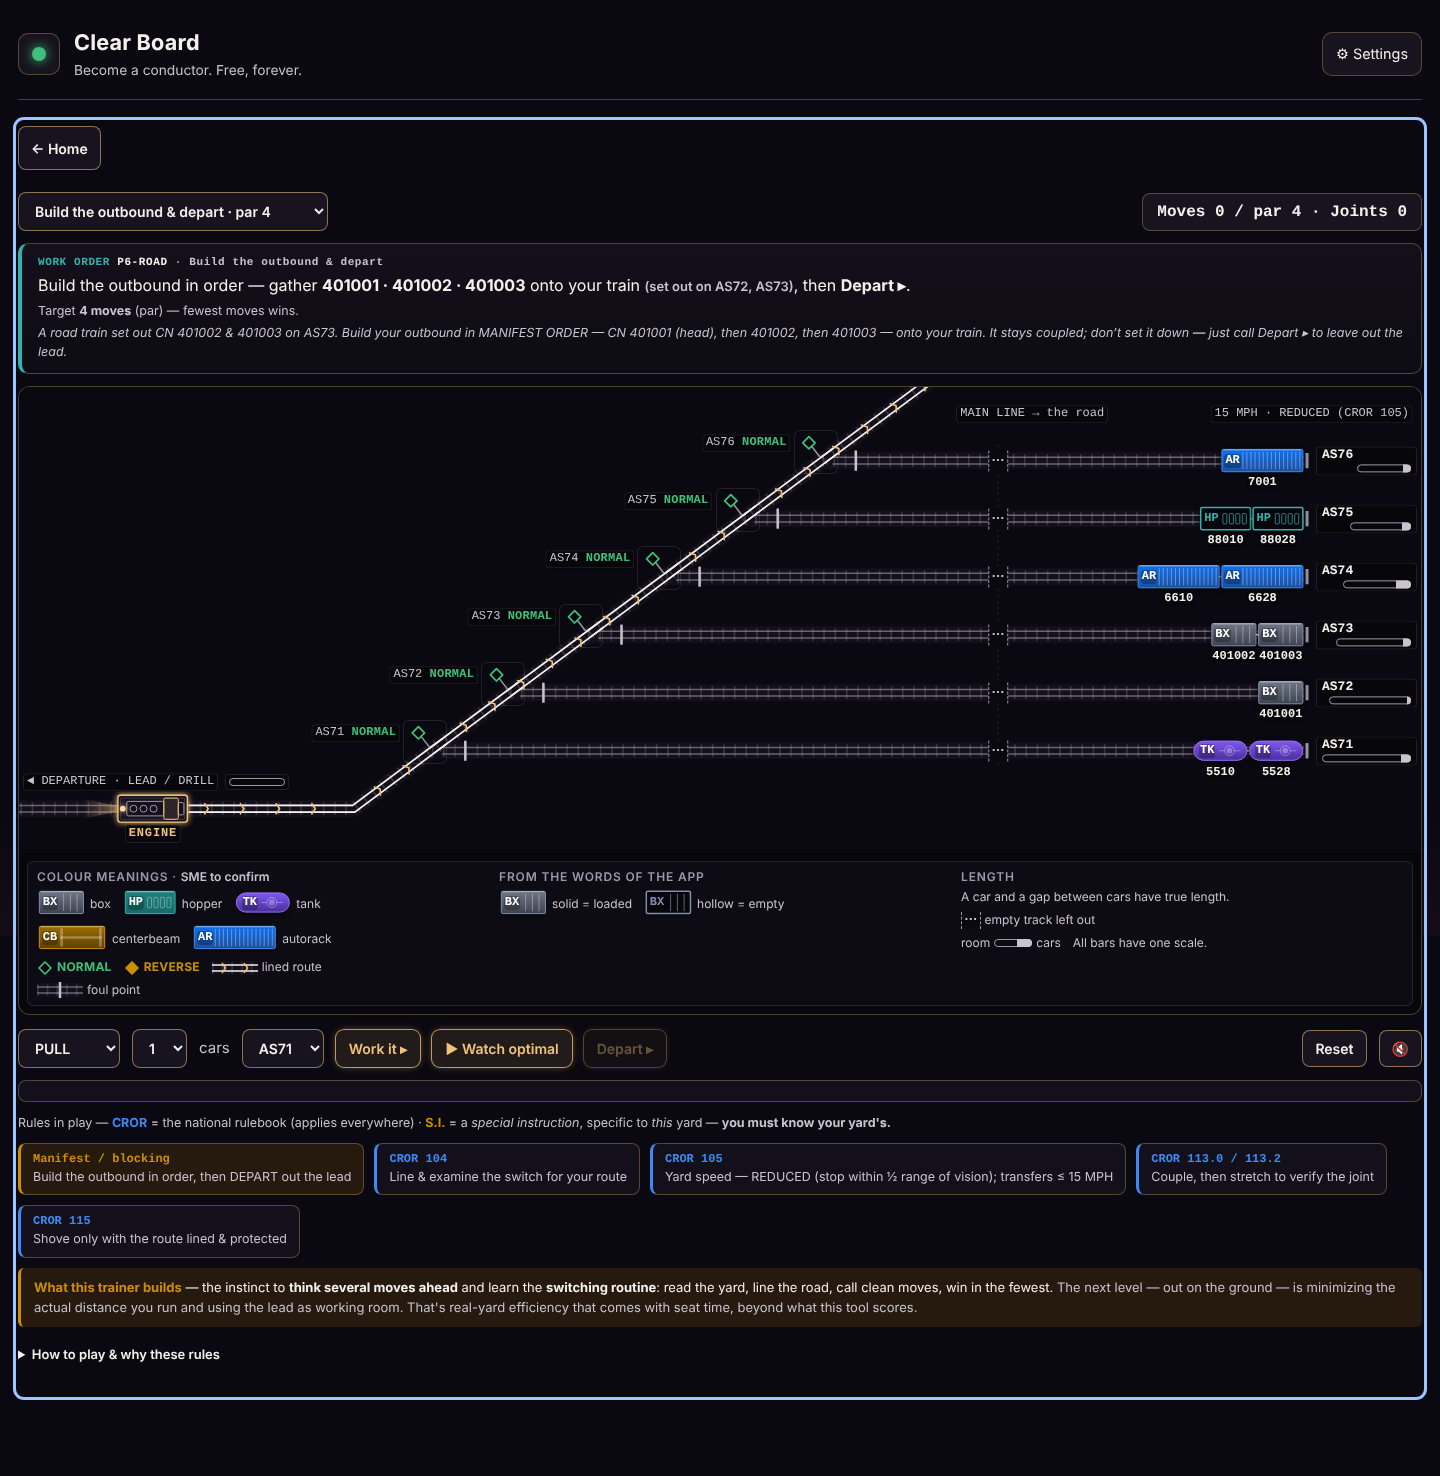 Clear Board
Become a conductor. Free, forever.
⚙ Settings
← Home
Build the outbound & depart · par 4
Moves 0 / par 4 · Joints 0
WORK ORDER P6-ROAD · Build the outbound & depart
Build the outbound in order — gather 401001 · 401002 · 401003 onto your train (set out on AS72, AS73), then Depart ▸.
Target 4 moves (par) — fewest moves wins.
A road train set out CN 401002 & 401003 on AS73. Build your outbound in MANIFEST ORDER — CN 401001 (head), then 401002, then 401003 — onto your train. It stays coupled; don't set it down — just call Depart ▸ to leave out the
lead.
MAIN LINE → the road
15 MPH · REDUCED (CROR 105)
AS76 NORMAL
AR
7001
AS76
AS75 NORMAL
HP HP
88010 88028
AS75
AS74 NORMAL
AR AR
6610 6628
AS74
AS73 NORMAL
BX BX
401002 401003
AS73
AS72 NORMAL
BX
401001
AS72
AS71 NORMAL
TK TK
5510 5528
AS71
◄ DEPARTURE · LEAD / DRILL
ENGINE
COLOUR MEANINGS · SME to confirm
BX box HP hopper TK tank
CB centerbeam AR autorack
NORMAL REVERSE lined route
foul point
FROM THE WORDS OF THE APP
BX solid = loaded BX hollow = empty
LENGTH
A car and a gap between cars have true length.
··· empty track left out
room cars All bars have one scale.
PULL 1 cars AS71 Work it ▸ ▶ Watch optimal Depart ▸ Reset
Rules in play — CROR = the national rulebook (applies everywhere) · S.I. = a special instruction, specific to this yard — you must know your yard's.
Manifest / blocking
Build the outbound in order, then DEPART out the lead
CROR 104
Line & examine the switch for your route
CROR 105
Yard speed — REDUCED (stop within ½ range of vision); transfers ≤ 15 MPH
CROR 113.0 / 113.2
Couple, then stretch to verify the joint
CROR 115
Shove only with the route lined & protected
What this trainer builds — the instinct to think several moves ahead and learn the switching routine: read the yard, line the road, call clean moves, win in the fewest. The next level — out on the ground — is minimizing the
actual distance you run and using the lead as working room. That's real-yard efficiency that comes with seat time, beyond what this tool scores.
▶ How to play & why these rules